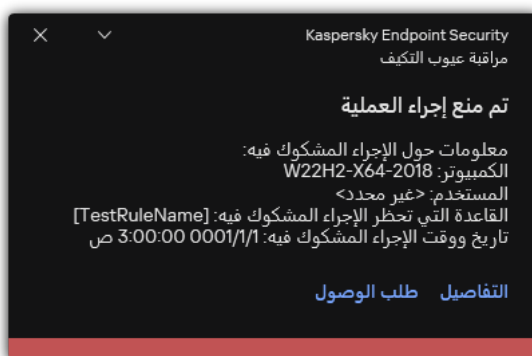 Kaspersky Endpoint Security
مراقبة عيوب التكيف
تم منع إجراء العملية
معلومات حول الإجراء المشكوك فيه:
الكمبيوتر: W22H2-X64-2018
المستخدم: <غير محدد>
القاعدة التي تحظر الإجراء المشكوك فيه: [TestRuleName]
تاريخ ووقت الإجراء المشكوك فيه: 0001/1/1 3:00:00 ص
التفاصيل طلب الوصول